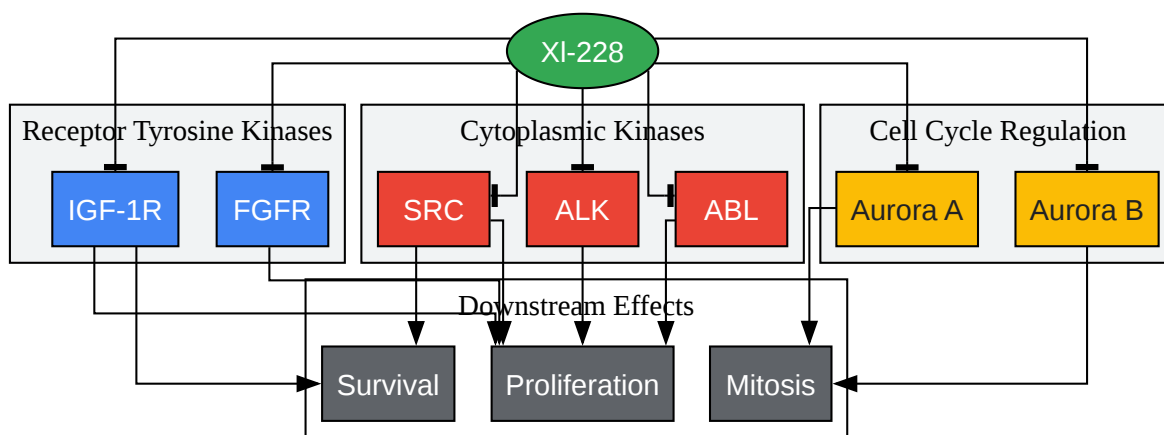 Xl-228
Receptor Tyrosine Kinases
Cytoplasmic Kinases
Cell Cycle Regulation
IGF-1R
FGFR
SRC
ALK
ABL
Aurora A
Aurora B
Downstream Effects
Survival
Proliferation
Mitosis